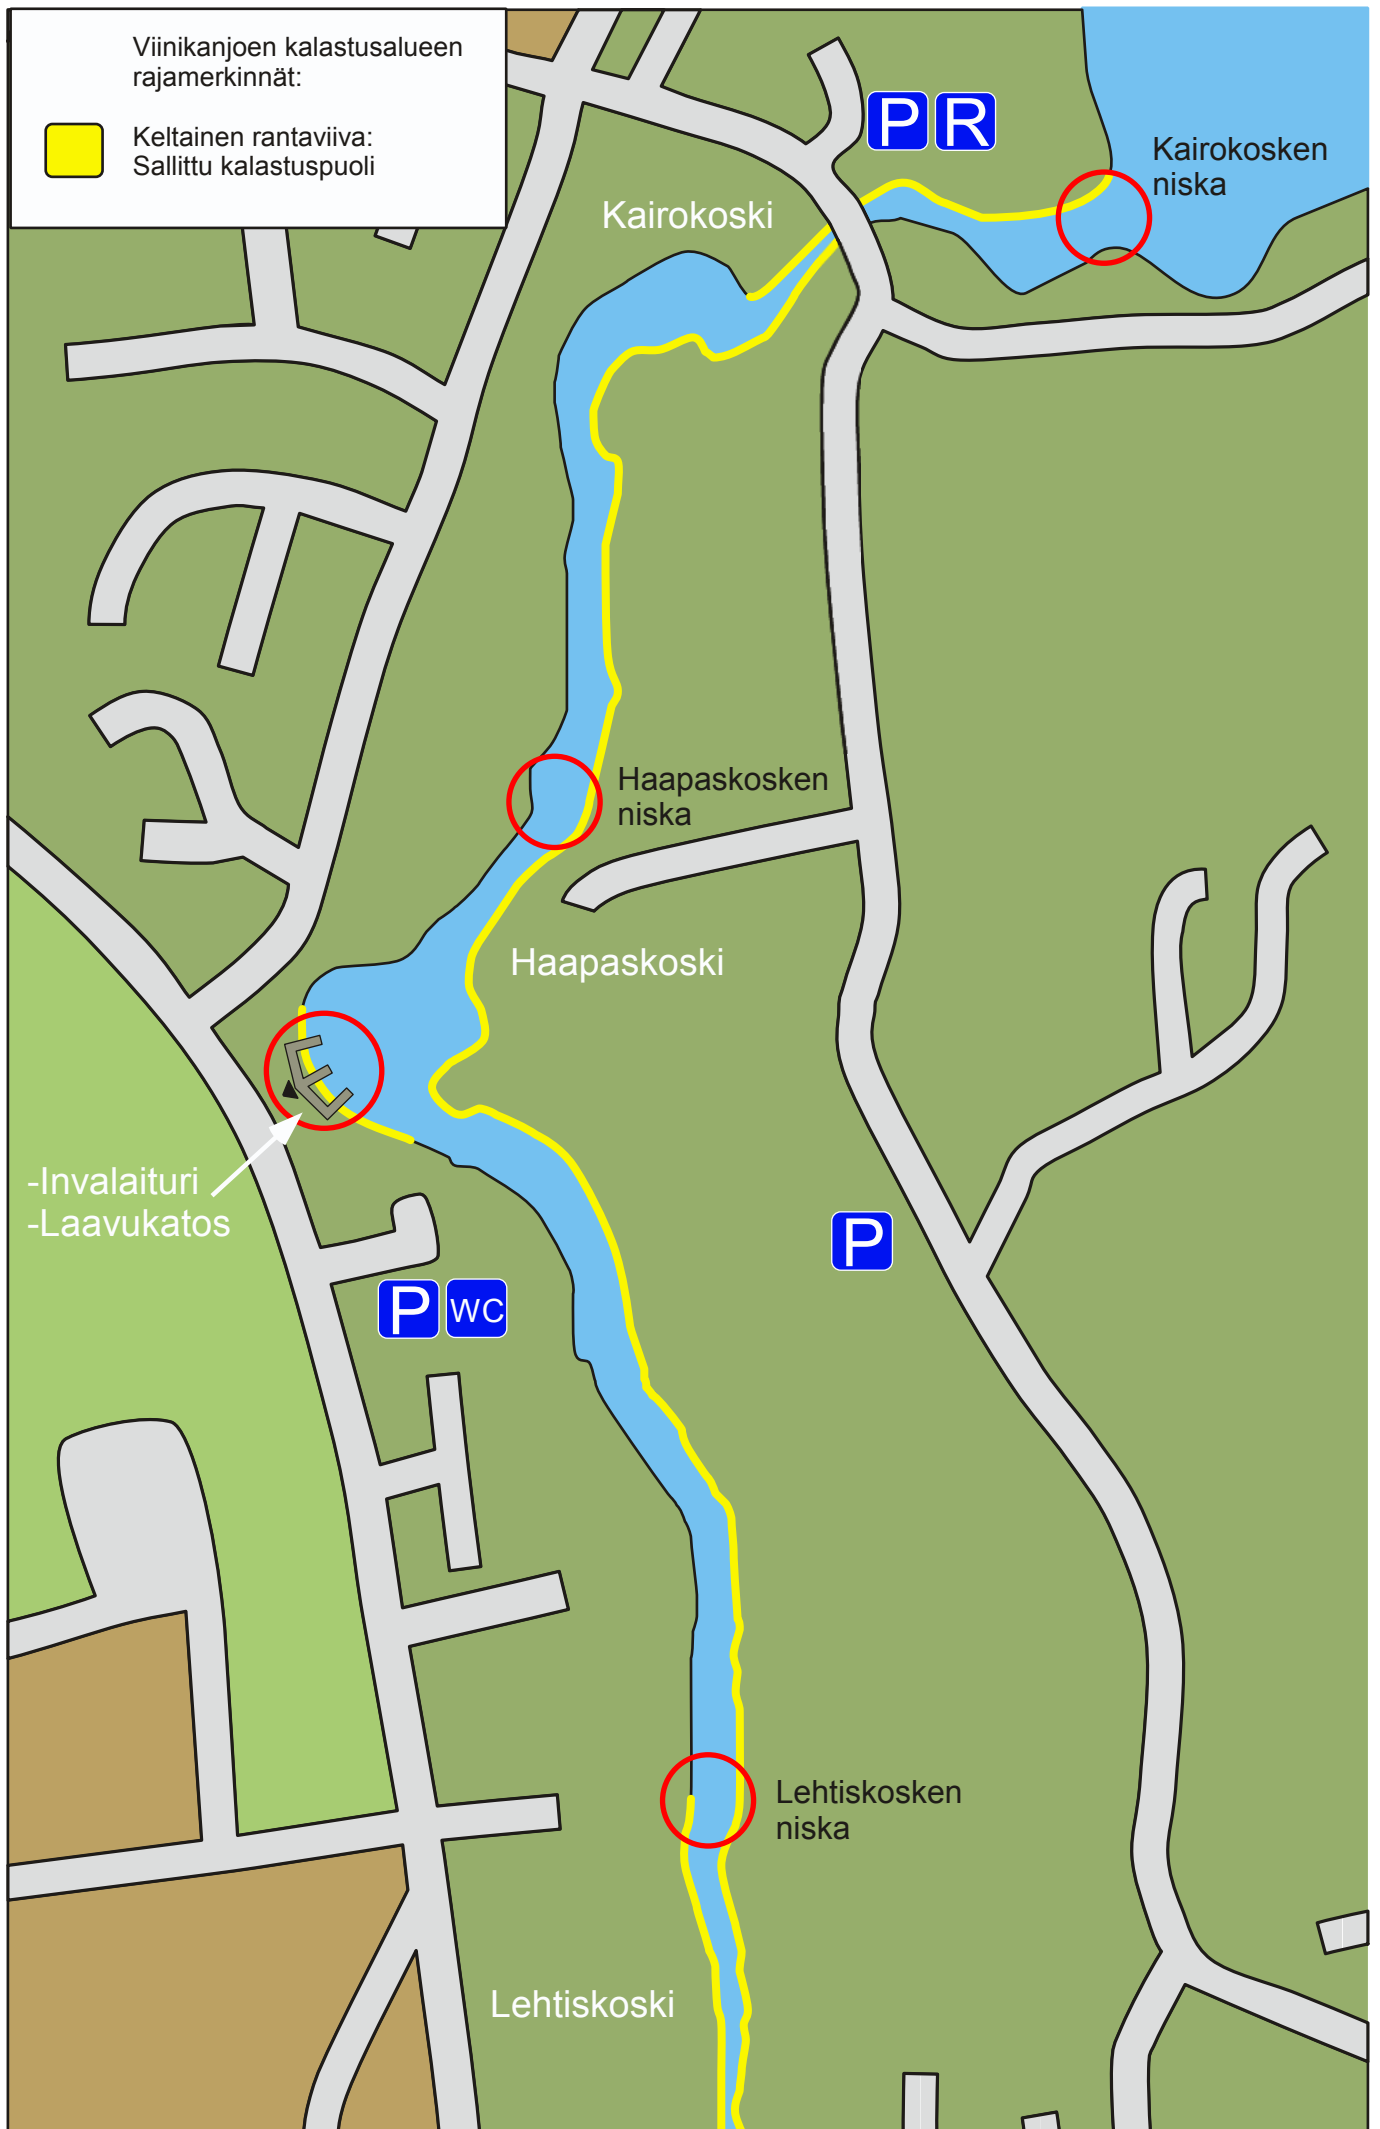 Viinikanjoen kalastusalueen
rajamerkinnät:
Keltainen rantaviiva:
Sallittu kalastuspuoli
P R
Kairokosken
niska
Kairokoski
Haapaskosken
niska
Haapaskoski
-Invalaituri
-Laavukatos
P
P WC
Lehtiskosken
niska
Lehtiskoski